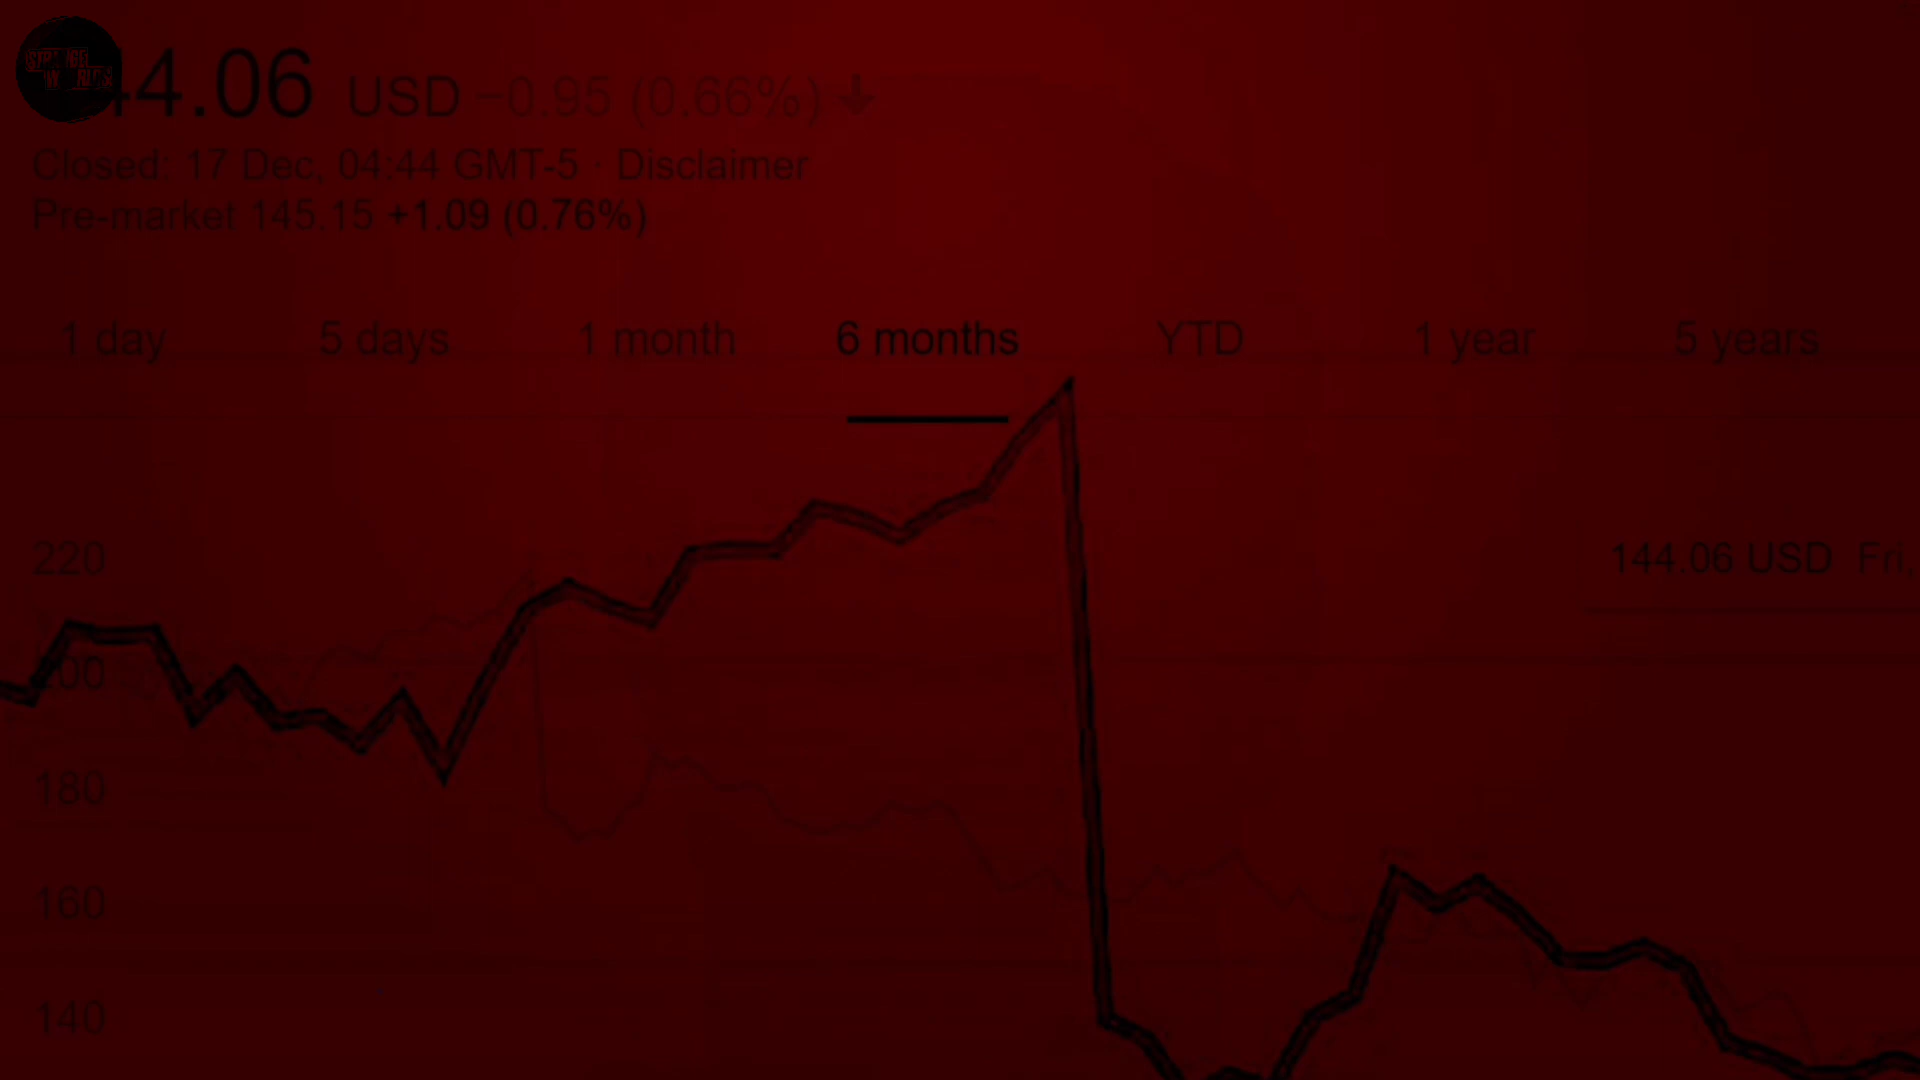 44.06 USD −0.95 (0.66%) ↓
Closed: 17 Dec, 04:44 GMT-5 · Disclaimer
Pre-market 145.15 +1.09 (0.76%)
1 day 5 days 1 month 6 months YTD 1 year 5 years
220
144.06 USD Fri,
200
180
160
140